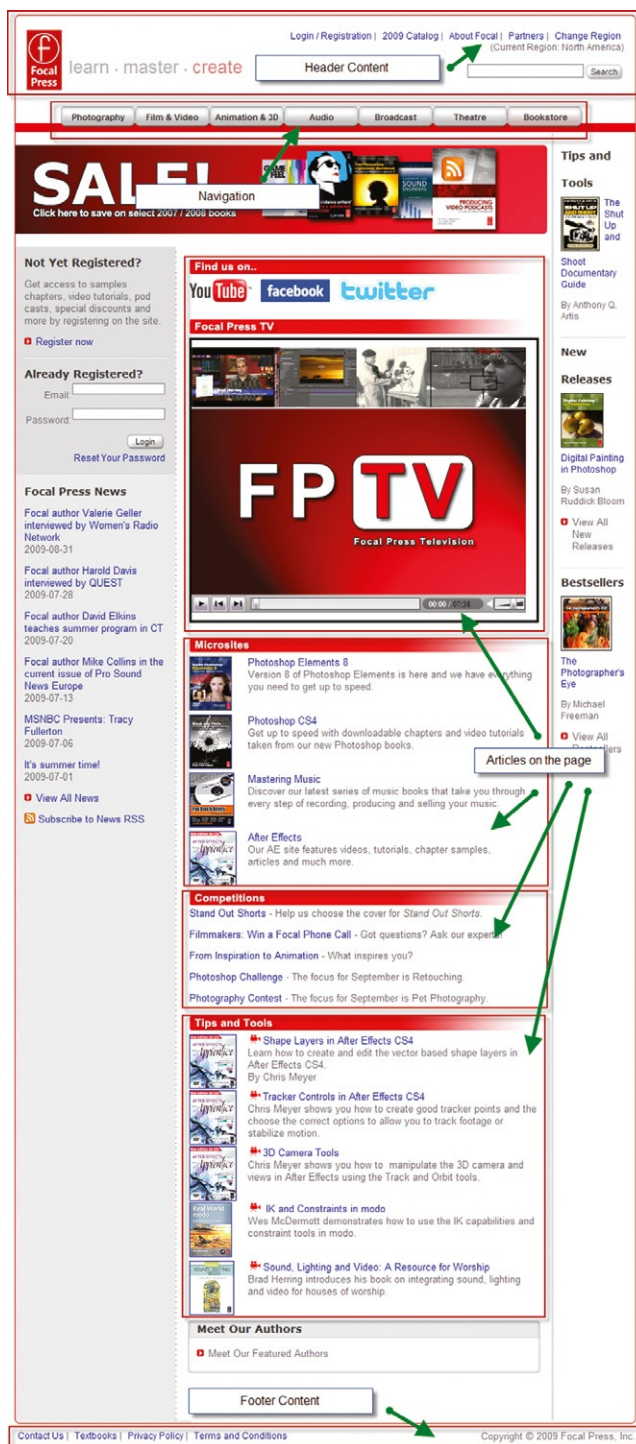 Login / Registration | 2009 Catalog | About Focal | Partners | Change Region
(Current Region: North America)
Focal
Press
learn · master · create
Header Content
Search
Photography Film & Video Animation & 3D Audio Broadcast Theatre Bookstore
SALE!
Click here to save on select 2007 / 2008 books
Navigation
SOUND
ENGINEERS
PRODUCING
VIDEO PODCASTS
Not Yet Registered?
Get access to samples
chapters, video tutorials, pod
casts, special discounts and
more by registering on the site.
Register now
Already Registered?
Email:
Password:
Login
Reset Your Password
Focal Press News
Focal author Valerie Geller
interviewed by Women's Radio
Network
2009-08-31
Focal author Harold Davis
interviewed by QUEST
2009-07-28
Focal author David Elkins
teaches summer program in CT
2009-07-20
Focal author Mike Collins in the
current issue of Pro Sound
News Europe
2009-07-13
MSNBC Presents: Tracy
Fullerton
2009-07-06
It's summer time!
2009-07-01
View All News
Subscribe to News RSS
Find us on..
YouTube facebook twitter
Focal Press TV
FPTV
Focal Press Television
00:00 / 07:38
Microsites
Photoshop Elements 8
Version 8 of Photoshop Elements is here and we have everything
you need to get up to speed.
Photoshop CS4
Get up to speed with downloadable chapters and video tutorials
taken from our new Photoshop books.
Mastering Music
Discover our latest series of music books that take you through
every step of recording, producing and selling your music.
After Effects
Our AE site features videos, tutorials, chapter samples,
articles and much more.
Competitions
Stand Out Shorts - Help us choose the cover for Stand Out Shorts.
Filmmakers: Win a Focal Phone Call - Got questions? Ask our experts!
From Inspiration to Animation - What inspires you?
Photoshop Challenge - The focus for September is Retouching.
Photography Contest - The focus for September is Pet Photography.
Tips and Tools
Shape Layers in After Effects CS4
Learn how to create and edit the vector based shape layers in
After Effects CS4.
By Chris Meyer
Tracker Controls in After Effects CS4
Chris Meyer shows you how to create good tracker points and the
choose the correct options to allow you to track footage or
stabilize motion.
3D Camera Tools
Chris Meyer shows you how to manipulate the 3D camera and
views in After Effects using the Track and Orbit tools.
IK and Constraints in modo
Wes McDermott demonstrates how to use the IK capabilities and
constraint tools in modo.
Sound, Lighting and Video: A Resource for Worship
Brad Herring introduces his book on integrating sound, lighting
and video for houses of worship.
Meet Our Authors
Meet Our Featured Authors
Tips and
Tools
The
Shut
Up
and
Shoot
Documentary
Guide
By Anthony Q.
Artis
New
Releases
Digital Painting
in Photoshop
By Susan
Ruddick Bloom
View All
New
Releases
Bestsellers
The
Photographer's
Eye
By Michael
Freeman
View All
Bestsellers
Articles on the page
Footer Content
Contact Us | Textbooks | Privacy Policy | Terms and Conditions
Copyright © 2009 Focal Press, Inc.